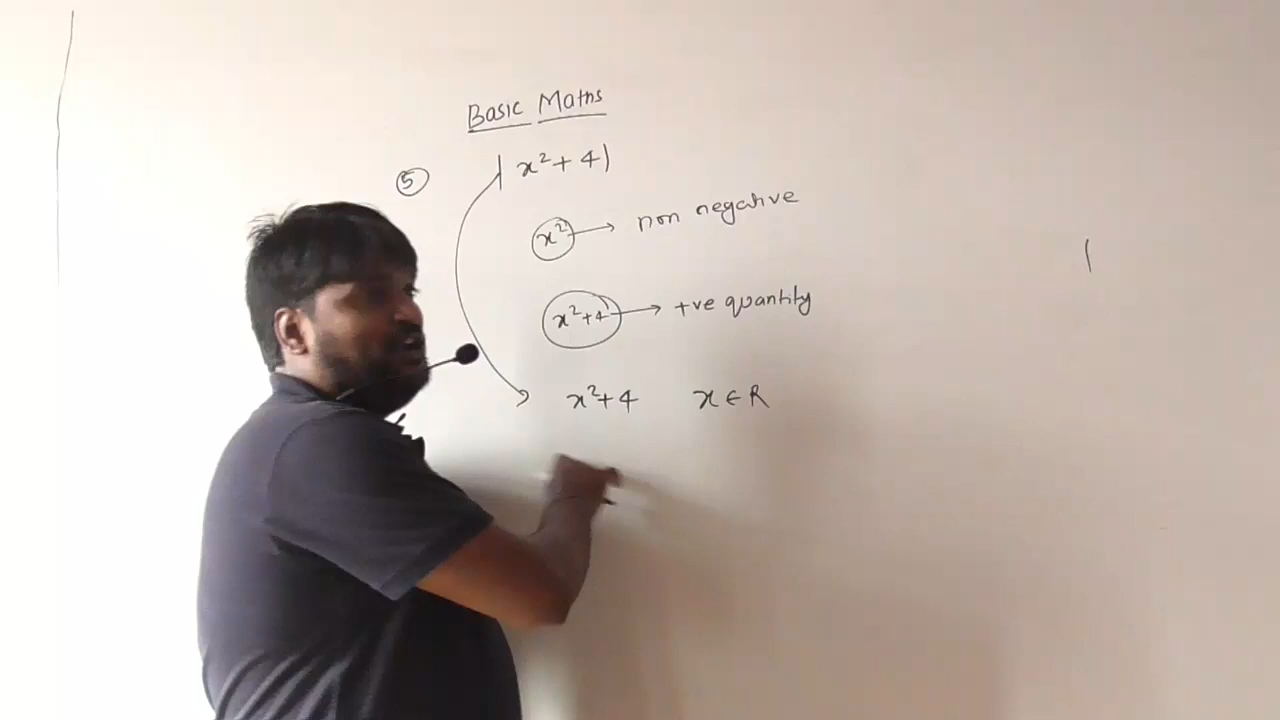 Basic Maths
⑤ |x²+4|
x² → non negative
x²+4 → +ve quantity
x²+4 x∈R